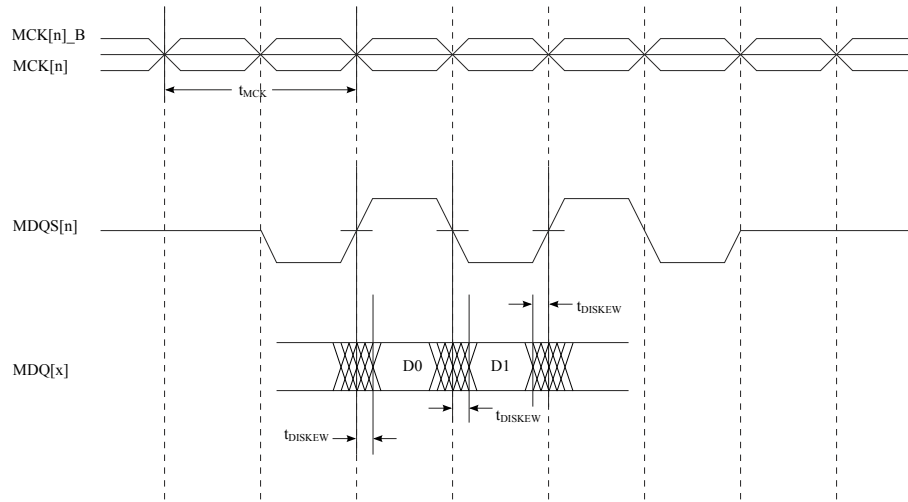 MCK[n]_B
MCK[n]
tMCK
MDQS[n]
tDISKEW
MDQ[x]
D0
D1
tDISKEW
tDISKEW